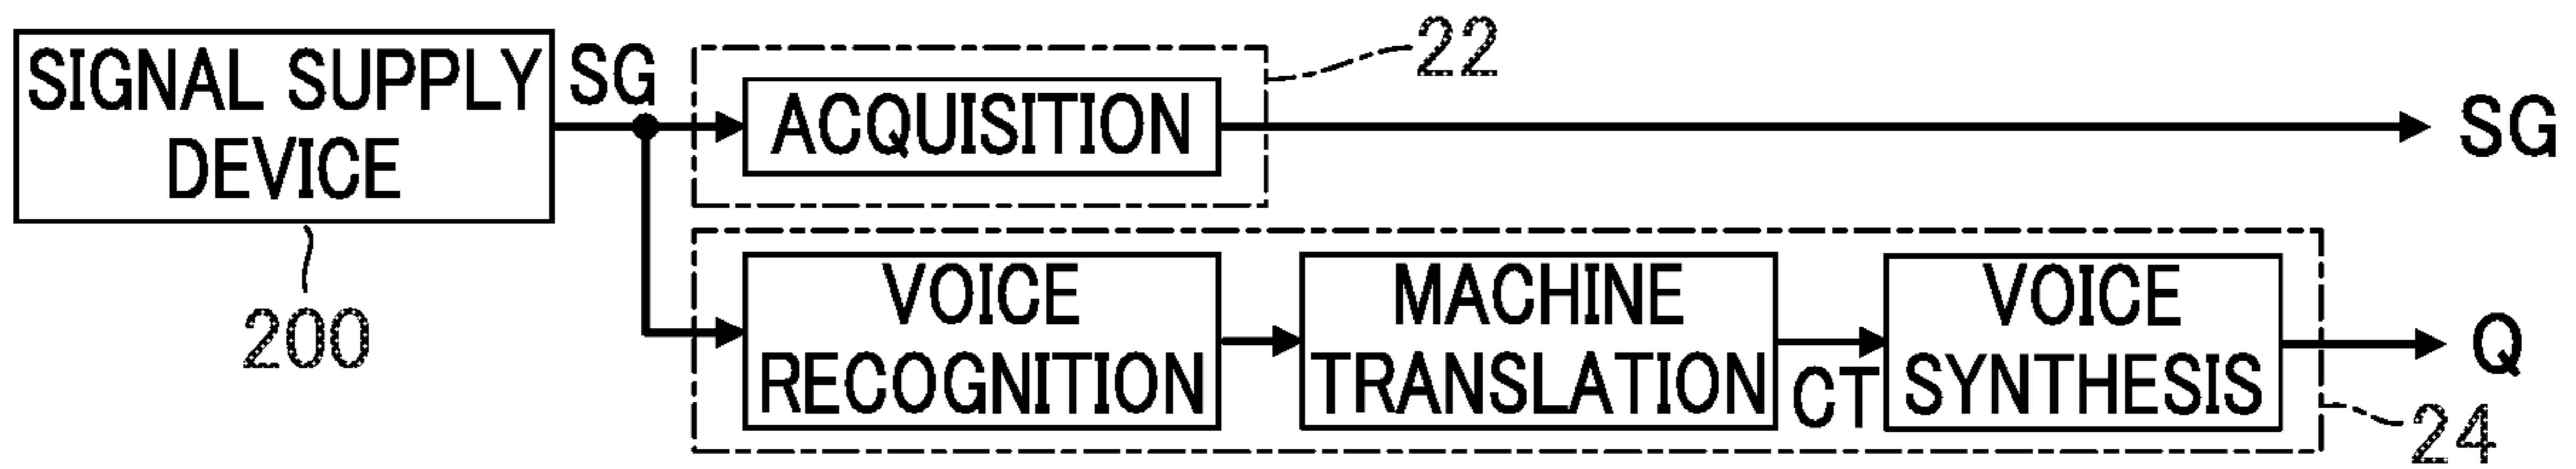 SIGNAL SUPPLY
DEVICE
200
SG
22
ACQUISITION
SG
VOICE
RECOGNITION
MACHINE
TRANSLATION
CT
VOICE
SYNTHESIS
Q
24